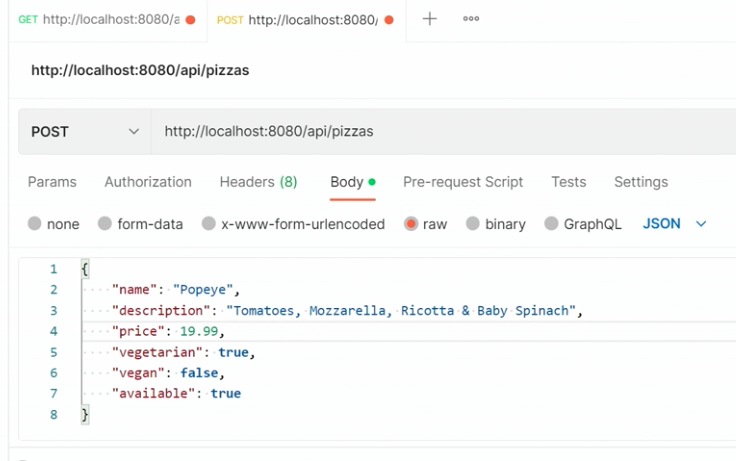 GET http://localhost:8080/a POST http://localhost:8080/
http://localhost:8080/api/pizzas
POST http://localhost:8080/api/pizzas
Params Authorization Headers (8) Body Pre-request Script Tests Settings
none form-data x-www-form-urlencoded raw binary GraphQL JSON
1 {
2 "name": "Popeye",
3 "description": "Tomatoes, Mozzarella, Ricotta & Baby Spinach",
4 "price": 19.99,
5 "vegetarian": true,
6 "vegan": false,
7 "available": true
8 }